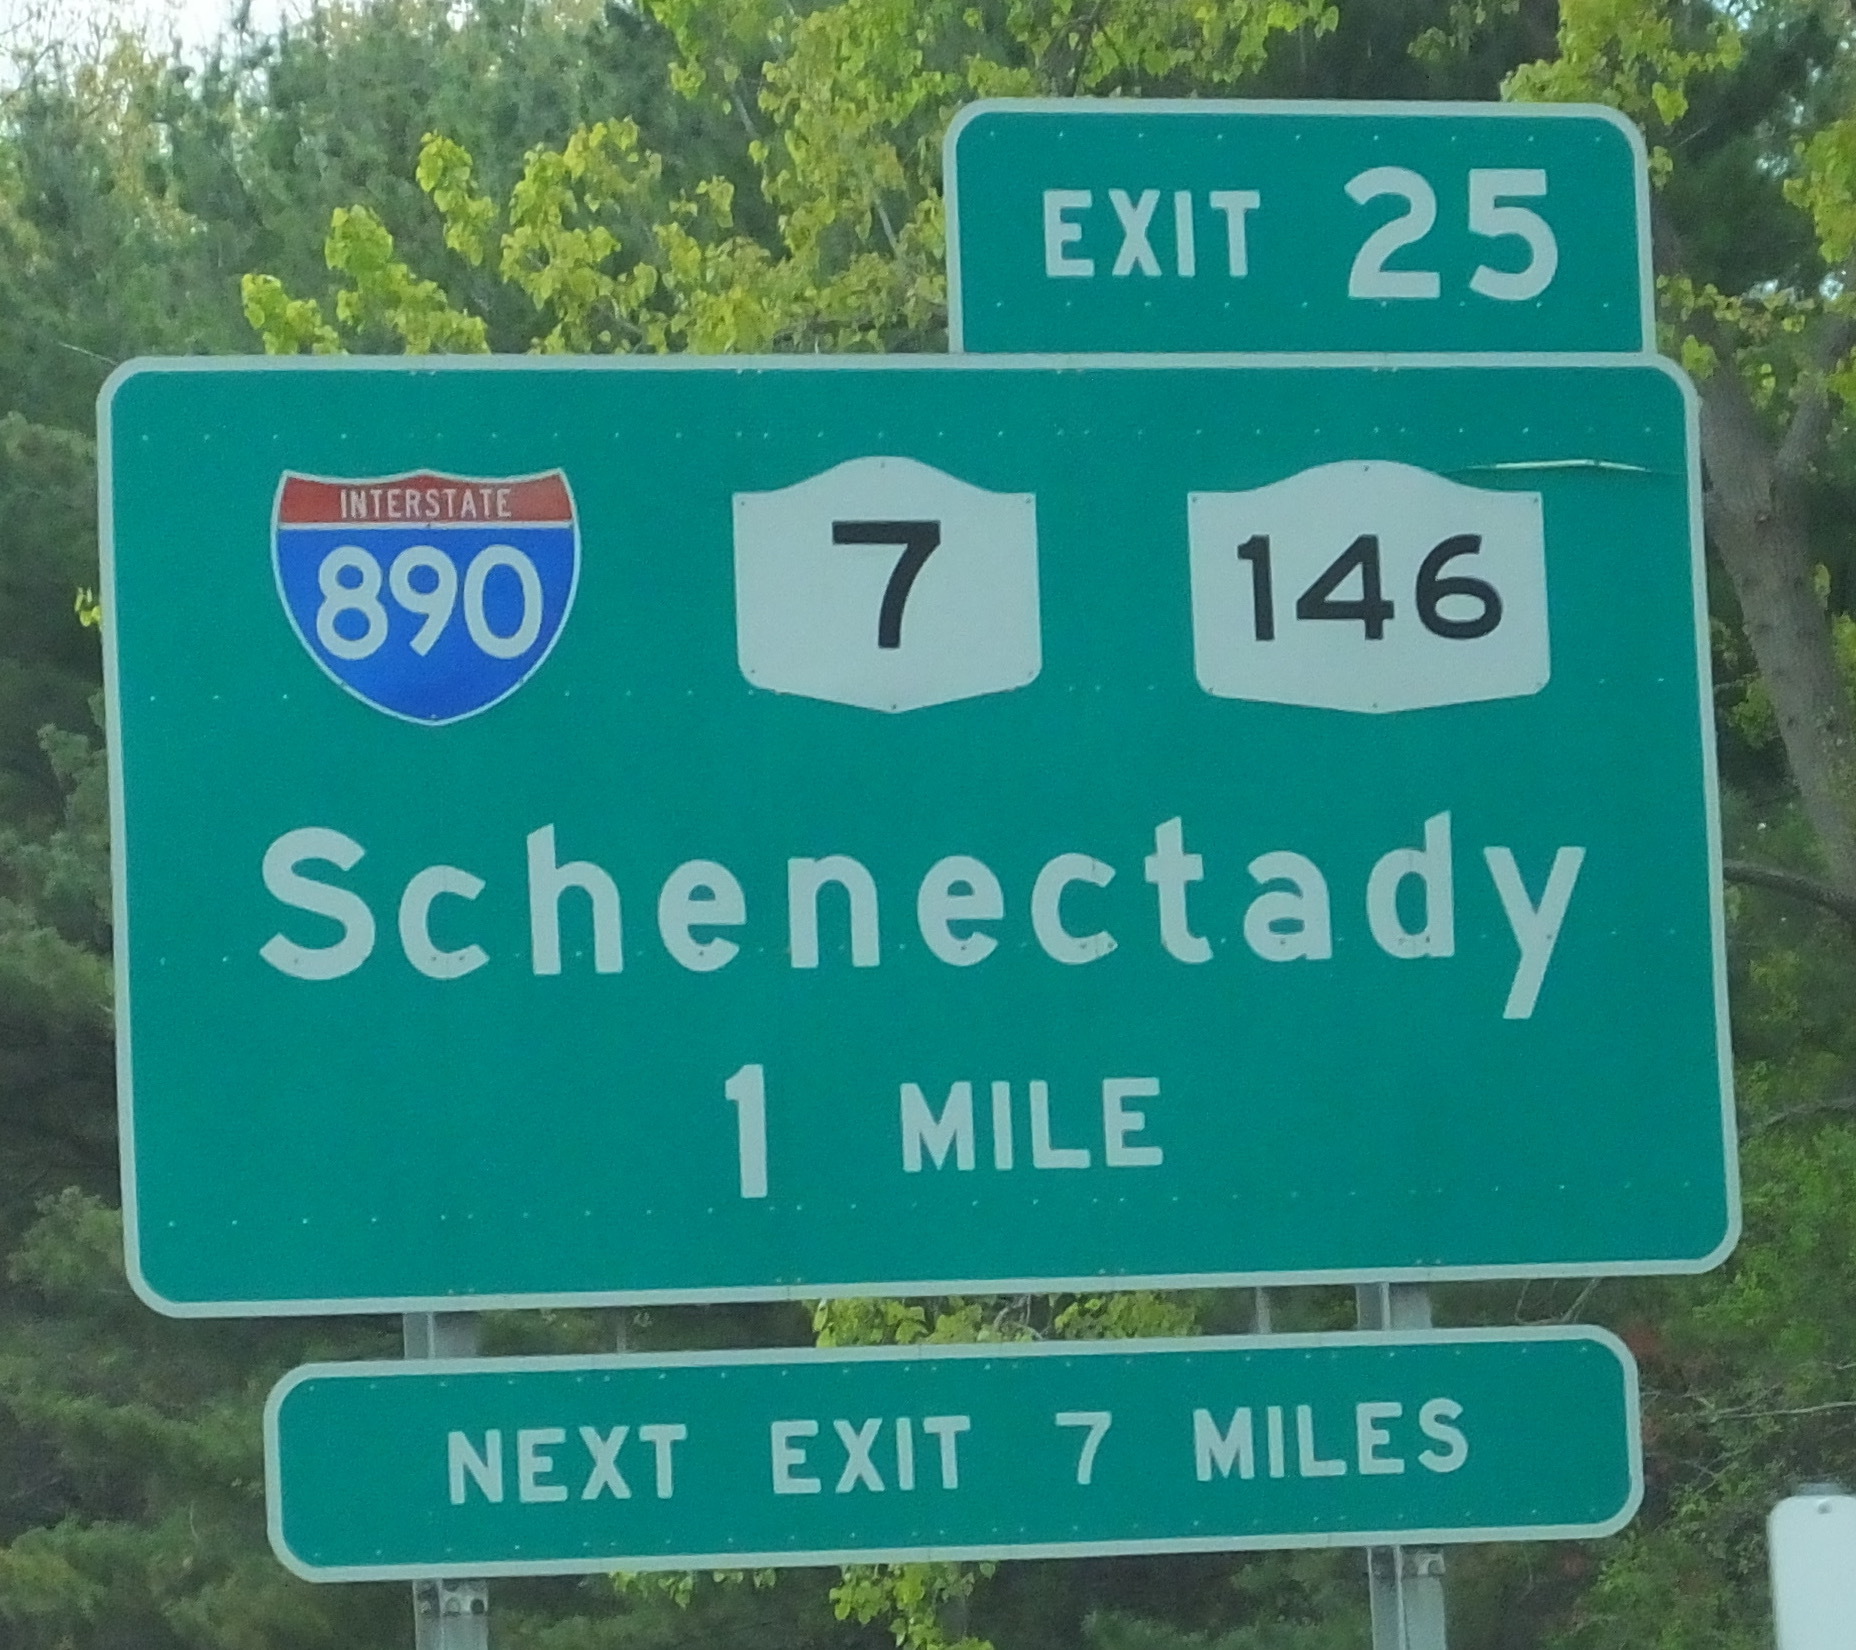 EXIT 25
INTERSTATE
890 7 146
Schenectady
1 MILE
NEXT EXIT 7 MILES